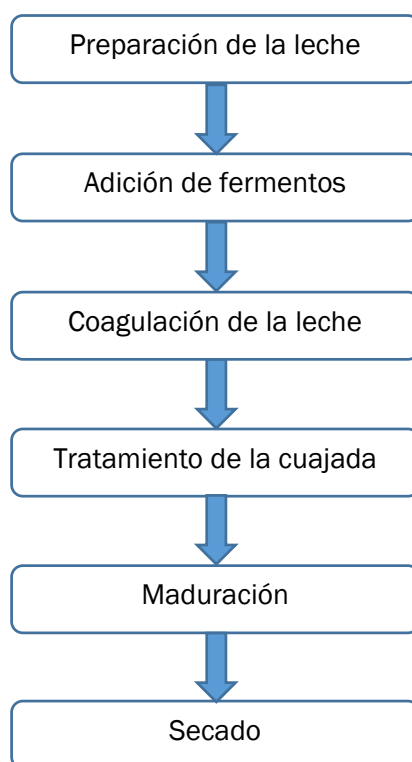 Preparación de la leche
Adición de fermentos
Coagulación de la leche
Tratamiento de la cuajada
Maduración
Secado